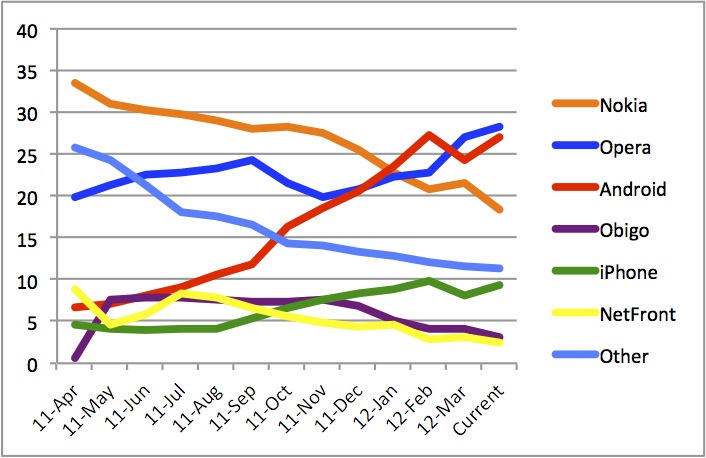 40
35
30
25
20
15
10
5
0
11-Apr
11-May
11-Jun
11-Jul
11-Aug
11-Sep
11-Oct
11-Nov
11-Dec
12-Jan
12-Feb
12-Mar
Current
Nokia
Opera
Android
Obigo
iPhone
NetFront
Other